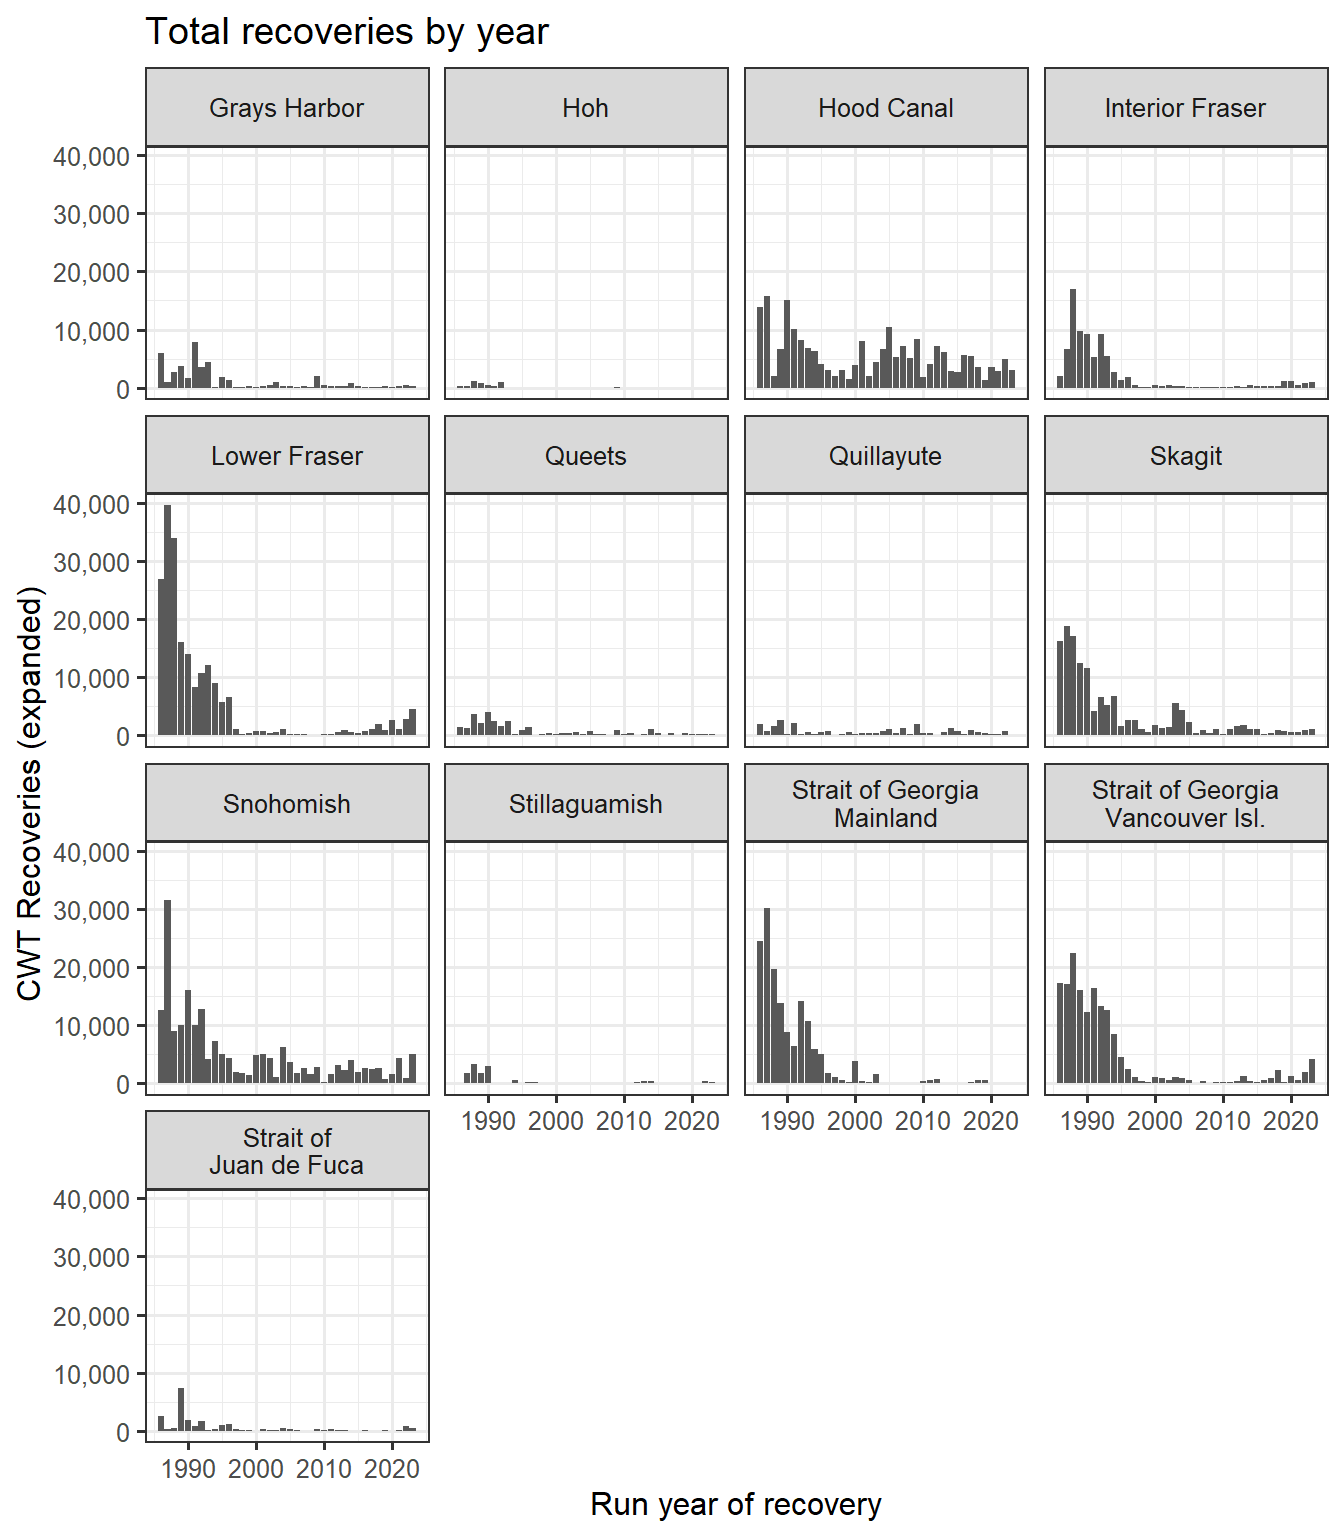 Total recoveries by year
Grays Harbor
Hoh
Hood Canal
Interior Fraser
40,000
30,000
20,000
10,000
0
Lower Fraser
Queets
Quillayute
Skagit
40,000
30,000
20,000
10,000
0
Snohomish
Stillaguamish
Strait of Georgia
Mainland
Strait of Georgia
Vancouver Isl.
40,000
30,000
20,000
10,000
0
1990 2000 2010 2020
1990 2000 2010 2020
1990 2000 2010 2020
Strait of
Juan de Fuca
40,000
30,000
20,000
10,000
0
1990 2000 2010 2020
CWT Recoveries (expanded)
Run year of recovery